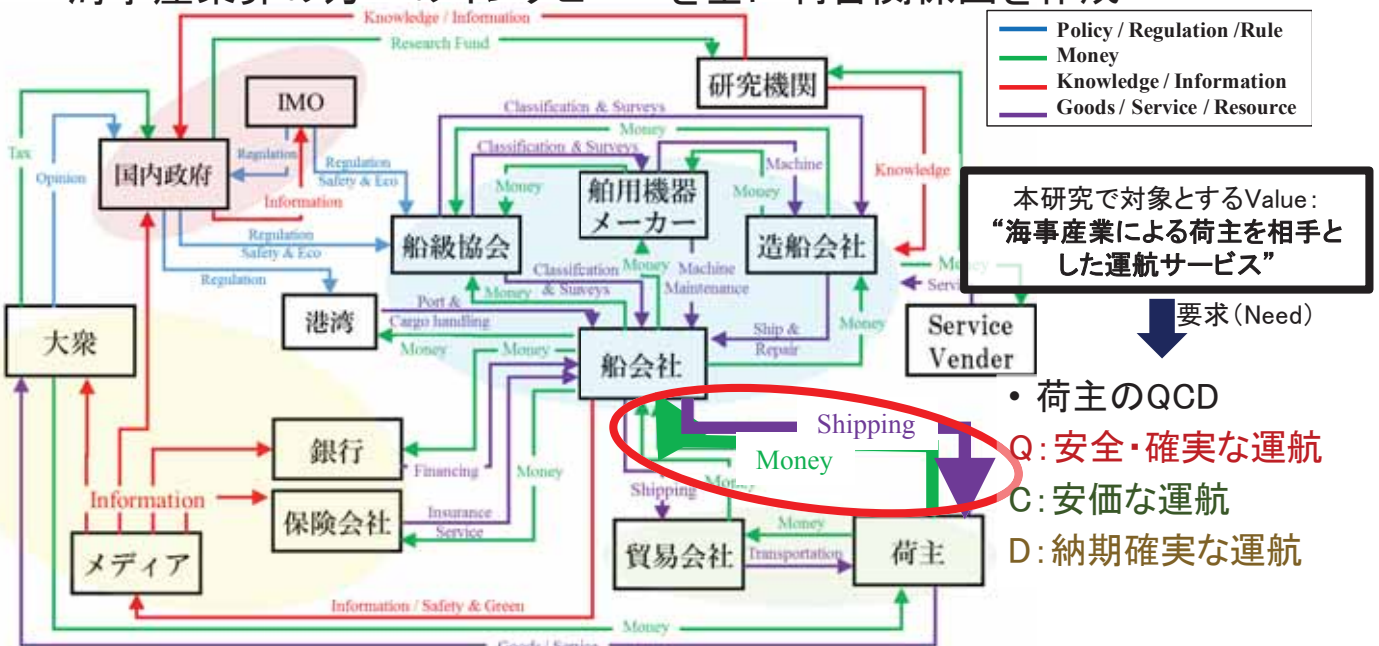 Knowledge / Information
Research Fund
Policy / Regulation /Rule
Money
Knowledge / Information
Goods / Service / Resource
研究機関
IMO
Classification & Surveys
Money
Tax
Opinion
国内政府
Regulation
Regulation
Safety & Eco
Information
Classification & Surveys
Money
舶用機器
メーカー
Money
Machine
Knowledge
本研究で対象とするValue:
“海事産業による荷主を相手と
した運航サービス”
要求(Need)
Regulation
Safety & Eco
Regulation
船級協会
造船会社
Classification
& Surveys
Money
Money
Machine
Maintenance
港湾
Port &
Cargo handling
Money
Money
船会社
Ship &
Repair
Money
Service
Vender
大衆
Shipping
Money
• 荷主のQCD
Q:安全・確実な運航
C:安価な運航
D:納期確実な運航
銀行
Financing
Money
Information
保険会社
Insurance
Service
メディア
Shipping
Money
貿易会社
Money
Transportation
荷主
Information / Safety & Green
Money